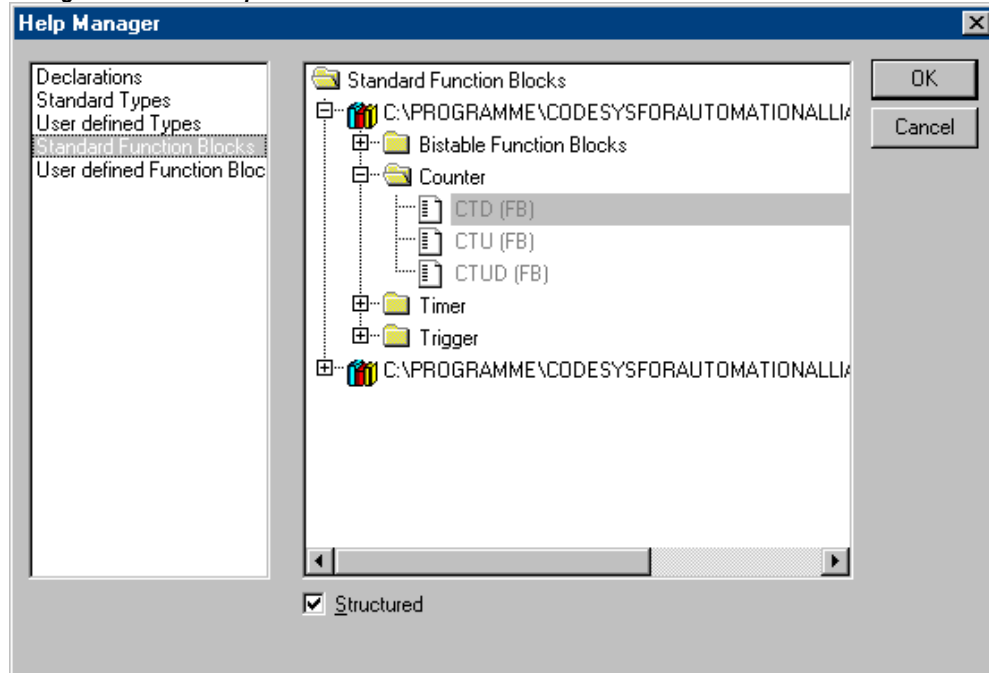 Help Manager
Declarations
Standard Types
User defined Types
Standard Function Blocks
User defined Function Bloc
Standard Function Blocks
C:\PROGRAMME\CODESYSFORAUTOMATIONALLIA
Bistable Function Blocks
Counter
CTD (FB)
CTU (FB)
CTUD (FB)
Timer
Trigger
C:\PROGRAMME\CODESYSFORAUTOMATIONALLIA
OK
Cancel
Structured